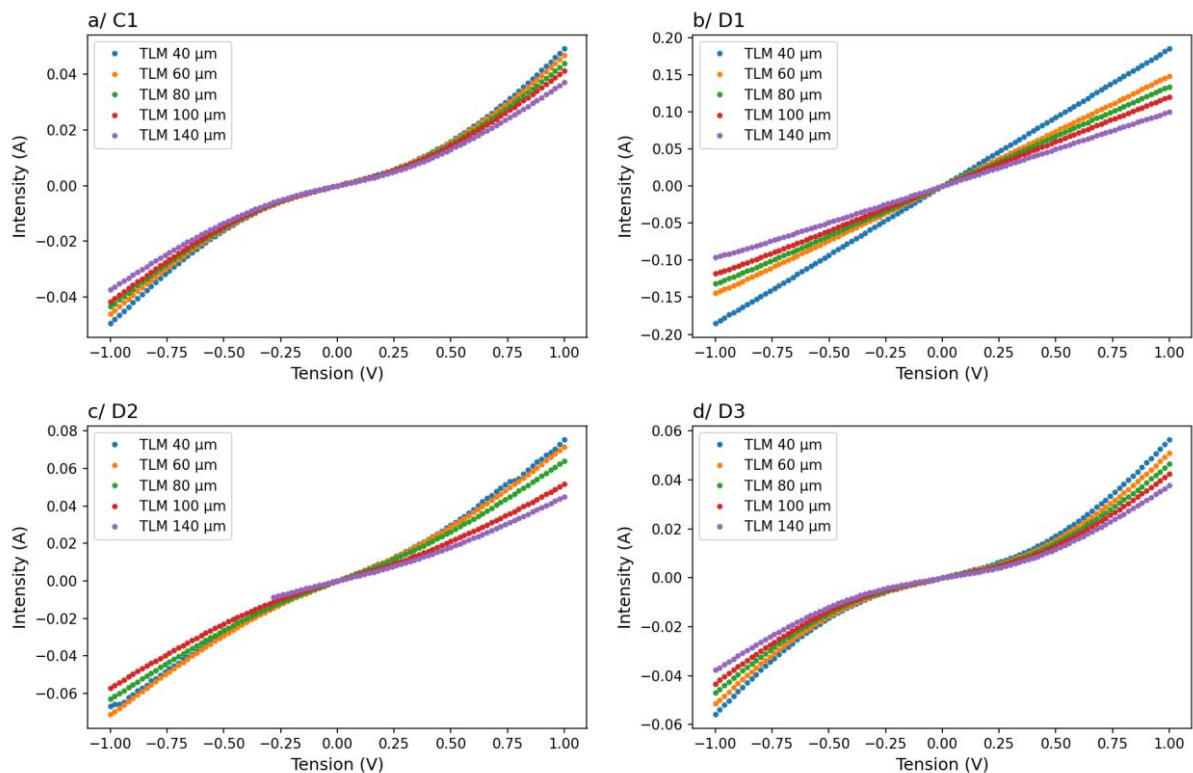 a/ C1
TLM 40 µm
TLM 60 µm
TLM 80 µm
TLM 100 µm
TLM 140 µm
Intensity (A)
0.04
0.02
0.00
−0.02
−0.04
−1.00 −0.75 −0.50 −0.25 0.00 0.25 0.50 0.75 1.00
Tension (V)
b/ D1
TLM 40 µm
TLM 60 µm
TLM 80 µm
TLM 100 µm
TLM 140 µm
Intensity (A)
0.20
0.15
0.10
0.05
0.00
−0.05
−0.10
−0.15
−0.20
−1.00 −0.75 −0.50 −0.25 0.00 0.25 0.50 0.75 1.00
Tension (V)
c/ D2
TLM 40 µm
TLM 60 µm
TLM 80 µm
TLM 100 µm
TLM 140 µm
Intensity (A)
0.08
0.06
0.04
0.02
0.00
−0.02
−0.04
−0.06
−1.00 −0.75 −0.50 −0.25 0.00 0.25 0.50 0.75 1.00
Tension (V)
d/ D3
TLM 40 µm
TLM 60 µm
TLM 80 µm
TLM 100 µm
TLM 140 µm
Intensity (A)
0.06
0.04
0.02
0.00
−0.02
−0.04
−0.06
−1.00 −0.75 −0.50 −0.25 0.00 0.25 0.50 0.75 1.00
Tension (V)